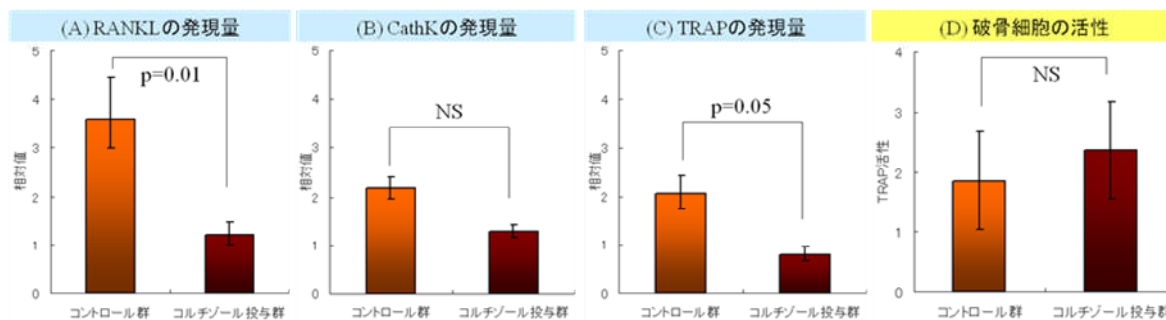 (A) RANKLの発現量
5
4
3
2
1
0
相対値
p=0.01
コントロール群
コルチゾール投与群
(B) CathKの発現量
5
4
3
2
1
0
相対値
NS
コントロール群
コルチゾール投与群
(C) TRAPの発現量
5
4
3
2
1
0
相対値
p=0.05
コントロール群
コルチゾール投与群
(D) 破骨細胞の活性
4
3
2
1
0
TRAP活性
NS
コントロール群
コルチゾール投与群